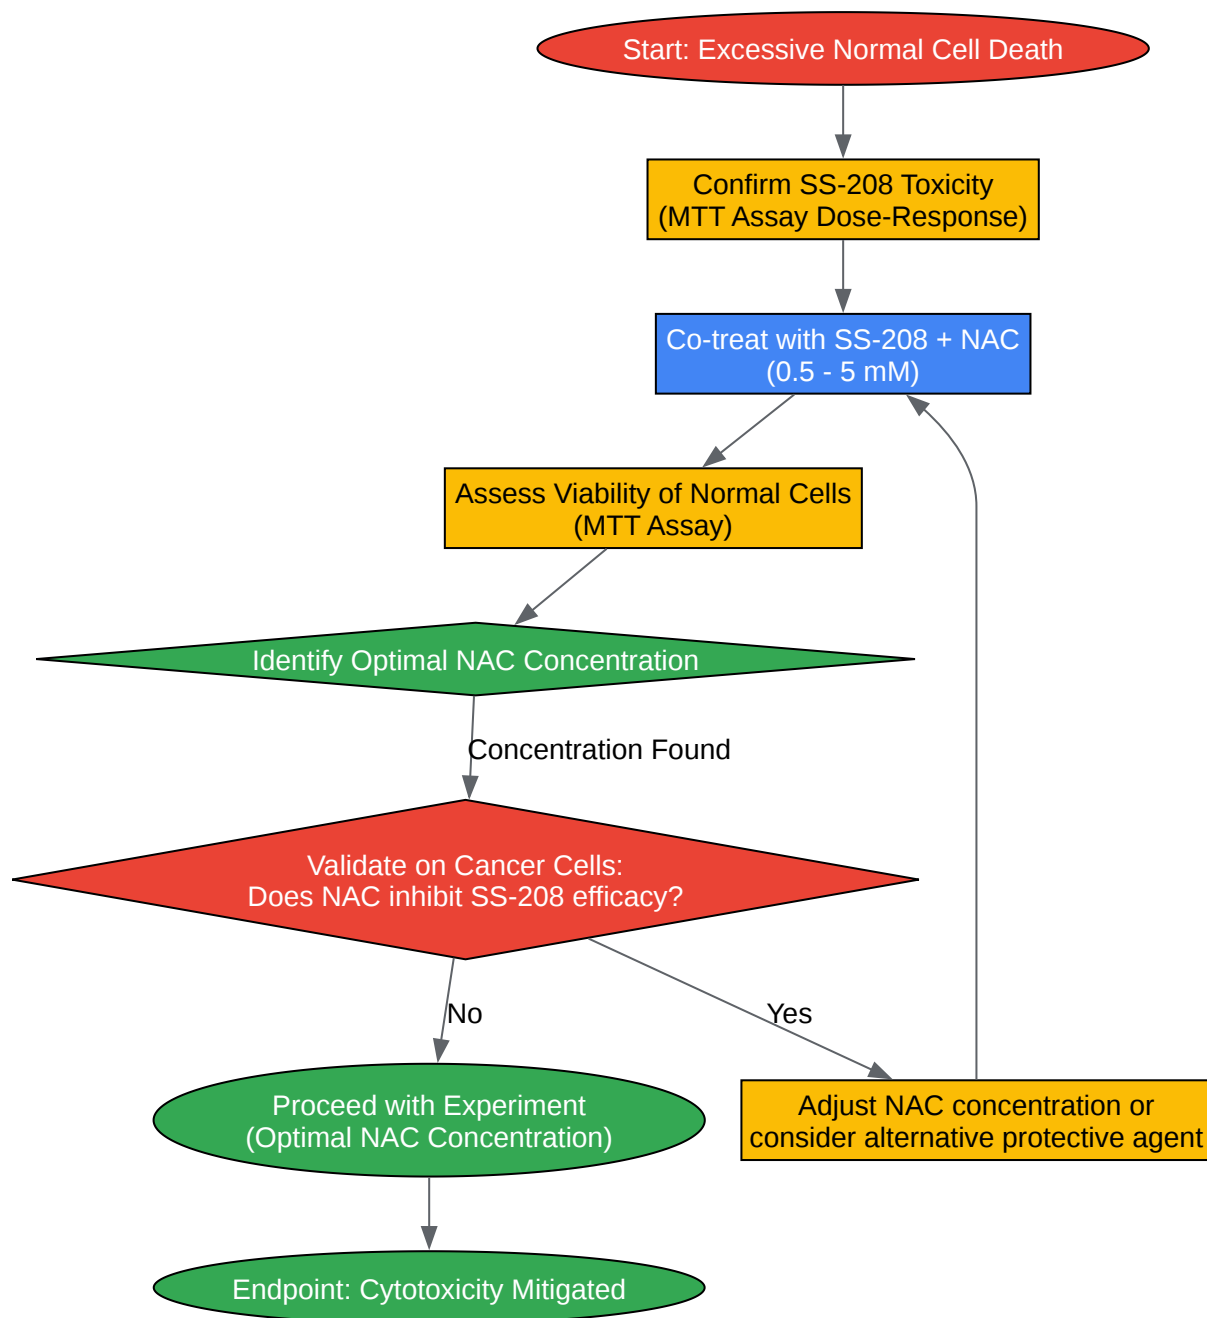 Start: Excessive Normal Cell Death
Confirm SS-208 Toxicity
(MTT Assay Dose-Response)
Co-treat with SS-208 + NAC
(0.5 - 5 mM)
Assess Viability of Normal Cells
(MTT Assay)
Identify Optimal NAC Concentration
Concentration Found
Validate on Cancer Cells:
Does NAC inhibit SS-208 efficacy?
No
Yes
Proceed with Experiment
(Optimal NAC Concentration)
Adjust NAC concentration or
consider alternative protective agent
Endpoint: Cytotoxicity Mitigated